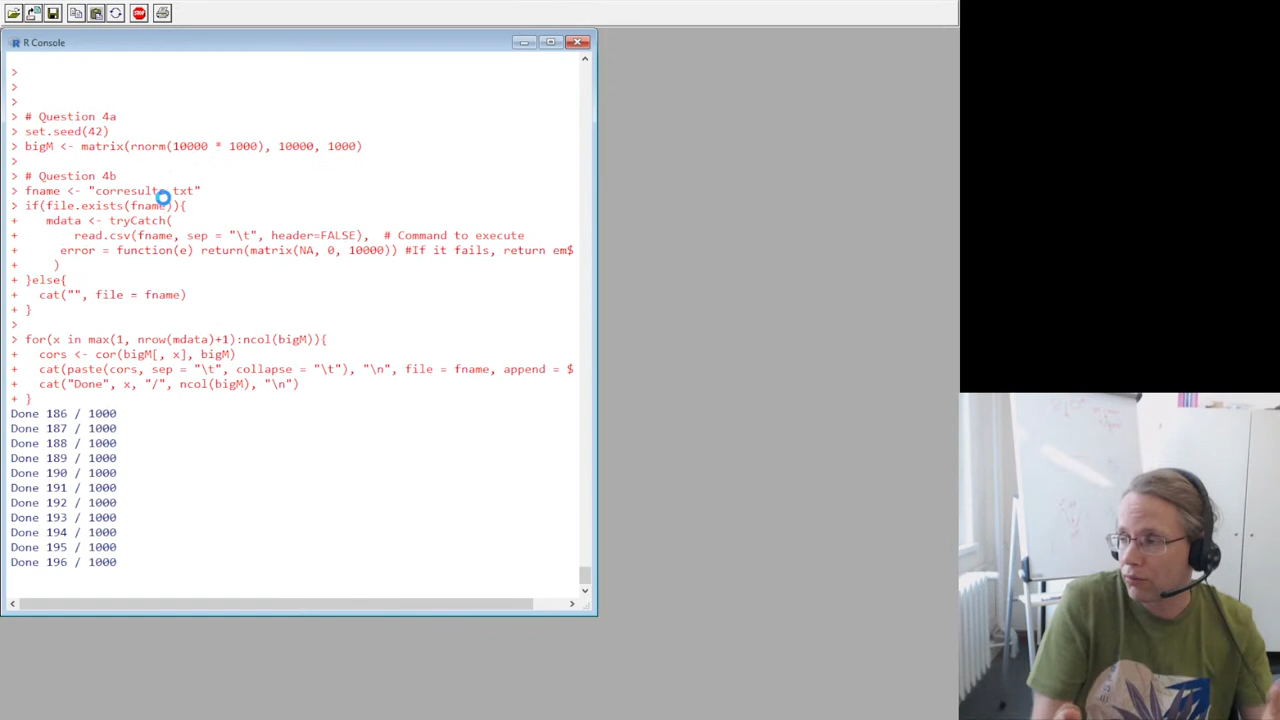 STOP
R Console
>
>
>
> # Question 4a
> set.seed(42)
> bigM <- matrix(rnorm(10000 * 1000), 10000, 1000)
>
> # Question 4b
> fname <- "corresults.txt"
> if(file.exists(fname)){
+    mdata <- tryCatch(
+        read.csv(fname, sep = "\t", header=FALSE),  # Command to execute
+      error = function(e) return(matrix(NA, 0, 10000)) #If it fails, return em$
+     )
+ }else{
+   cat("", file = fname)
+ }
>
> for(x in max(1, nrow(mdata)+1):ncol(bigM)){
+   cors <- cor(bigM[, x], bigM)
+   cat(paste(cors, sep = "\t", collapse = "\t"), "\n", file = fname, append = $
+   cat("Done", x, "/", ncol(bigM), "\n")
+ }
Done 186 / 1000
Done 187 / 1000
Done 188 / 1000
Done 189 / 1000
Done 190 / 1000
Done 191 / 1000
Done 192 / 1000
Done 193 / 1000
Done 194 / 1000
Done 195 / 1000
Done 196 / 1000